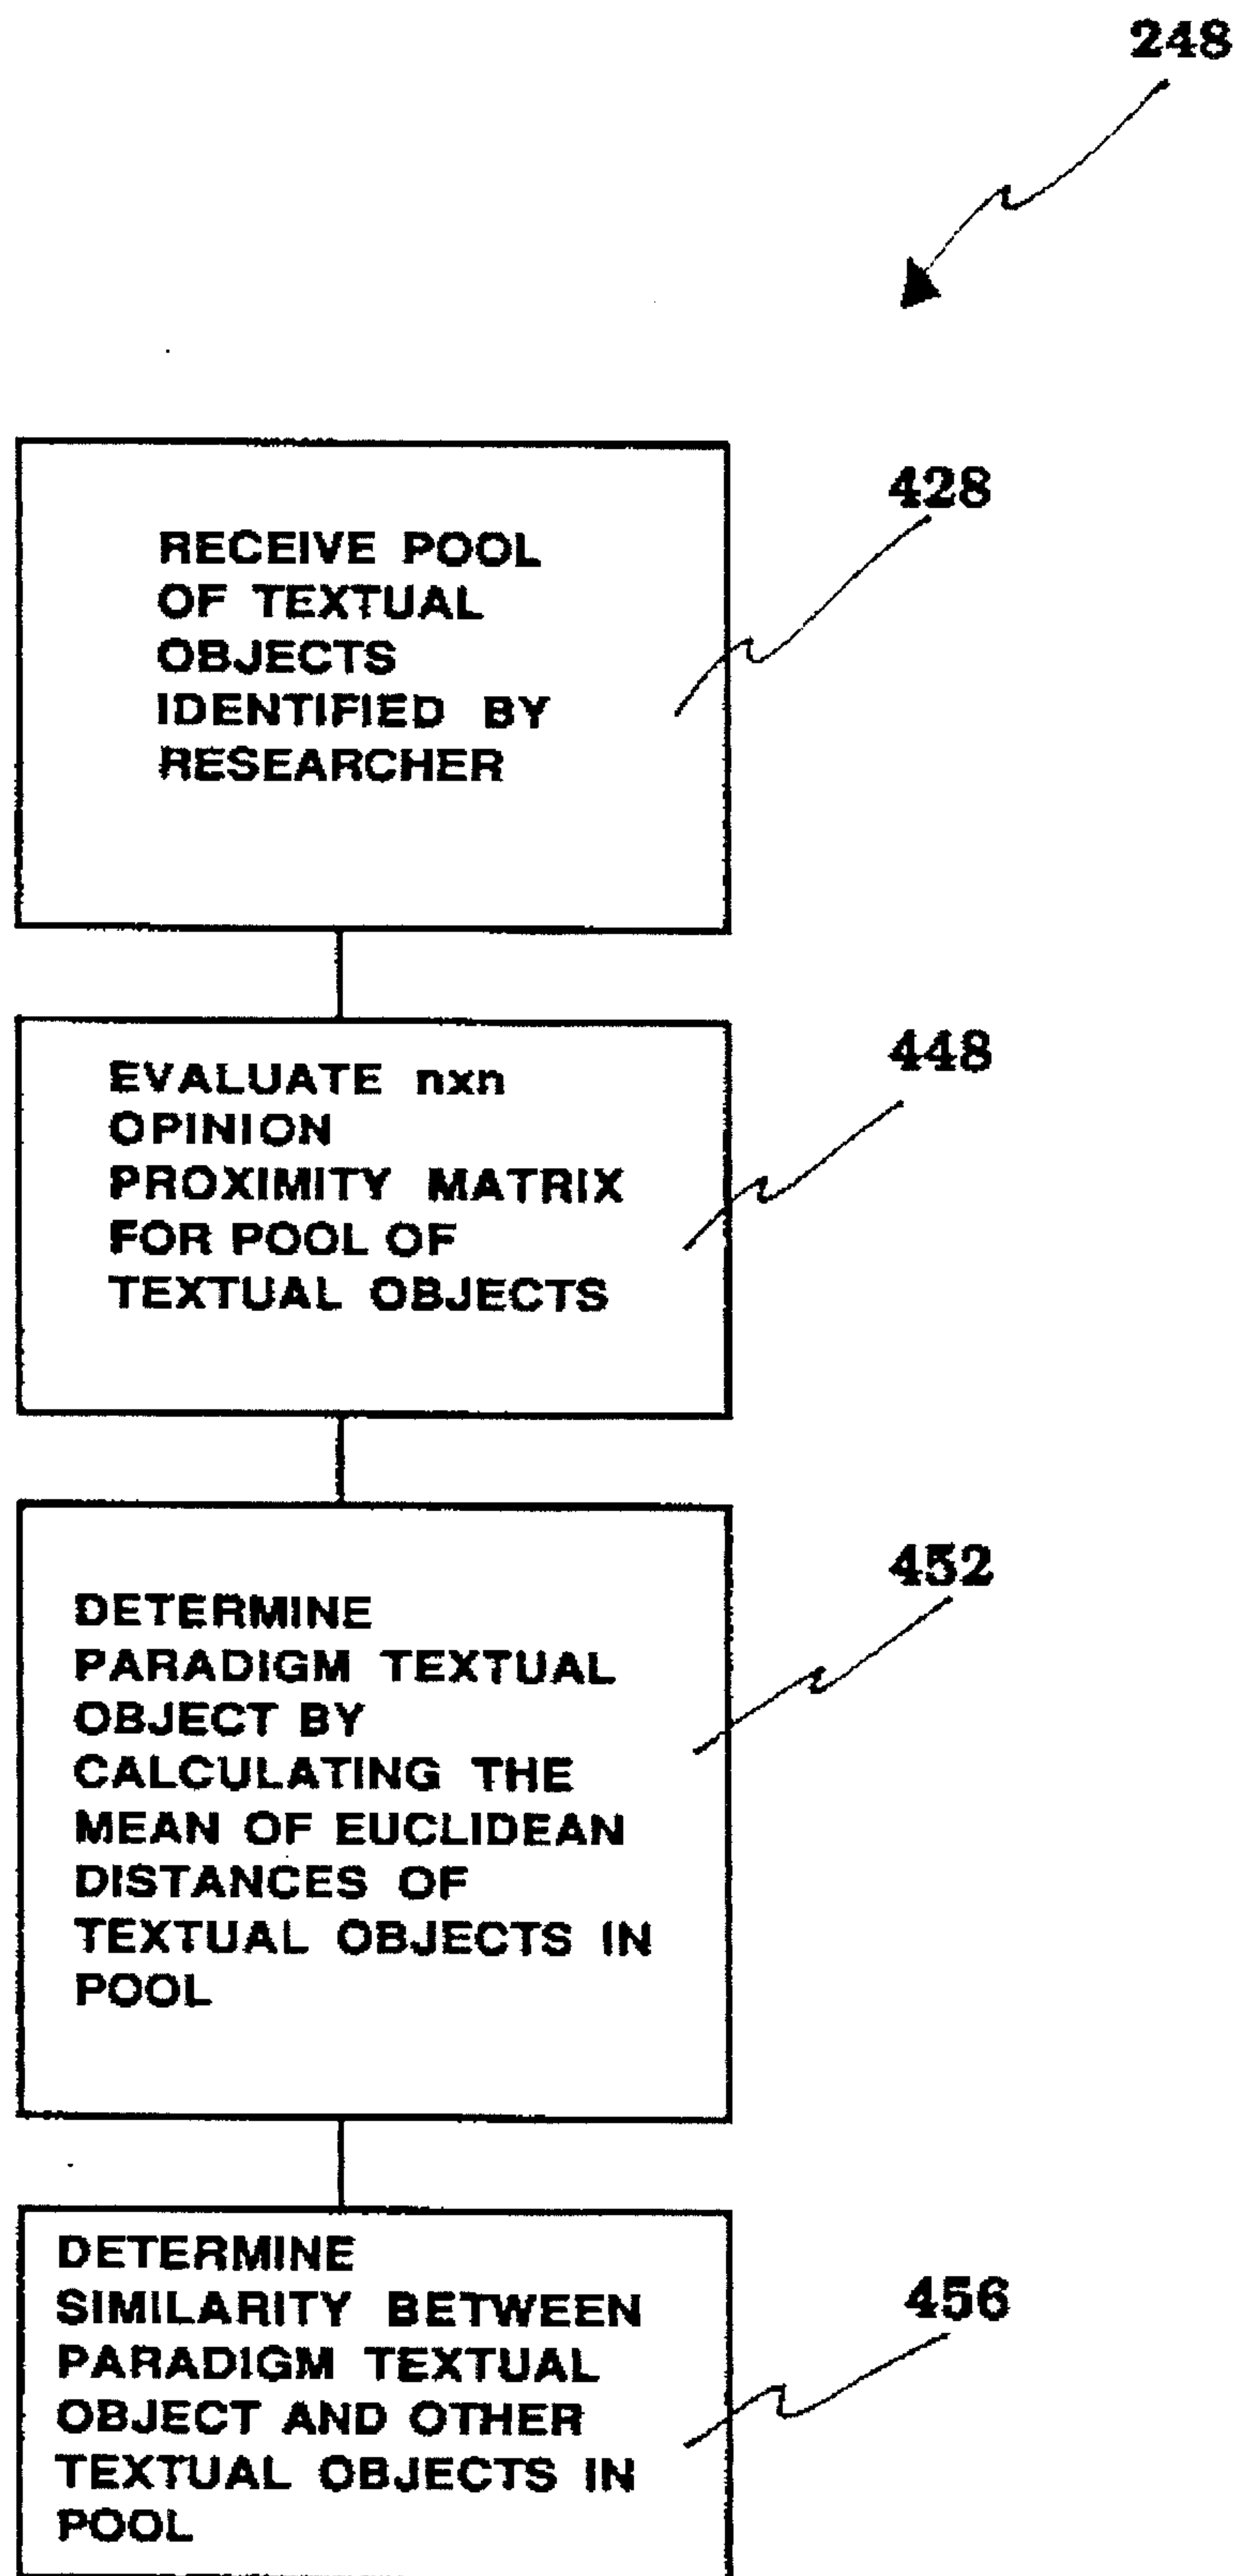 248
428
RECEIVE POOL
OF TEXTUAL
OBJECTS
IDENTIFIED BY
RESEARCHER
448
EVALUATE nxn
OPINION
PROXIMITY MATRIX
FOR POOL OF
TEXTUAL OBJECTS
452
DETERMINE
PARADIGM TEXTUAL
OBJECT BY
CALCULATING THE
MEAN OF EUCLIDEAN
DISTANCES OF
TEXTUAL OBJECTS IN
POOL
456
DETERMINE
SIMILARITY BETWEEN
PARADIGM TEXTUAL
OBJECT AND OTHER
TEXTUAL OBJECTS IN
POOL